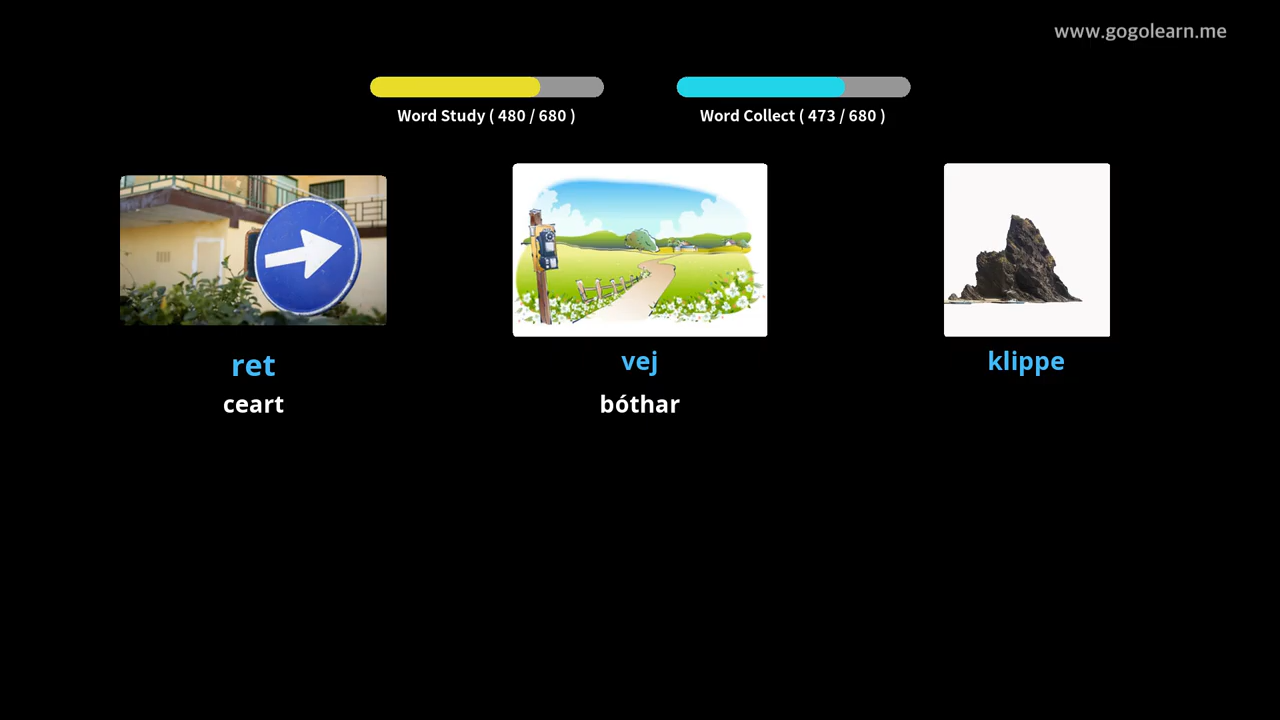 www.gogolearn.me
Word Study ( 480 / 680 )
Word Collect ( 473 / 680 )
ret
vej
klippe
ceart
bóthar